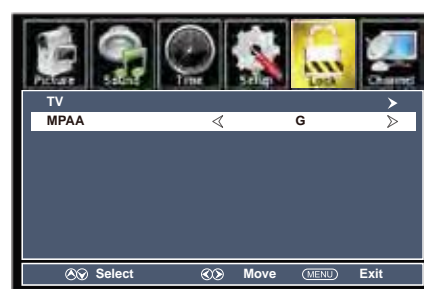 Picture Sound Time Setup Lock Channel
TV
MPAA G
Select Move MENU Exit